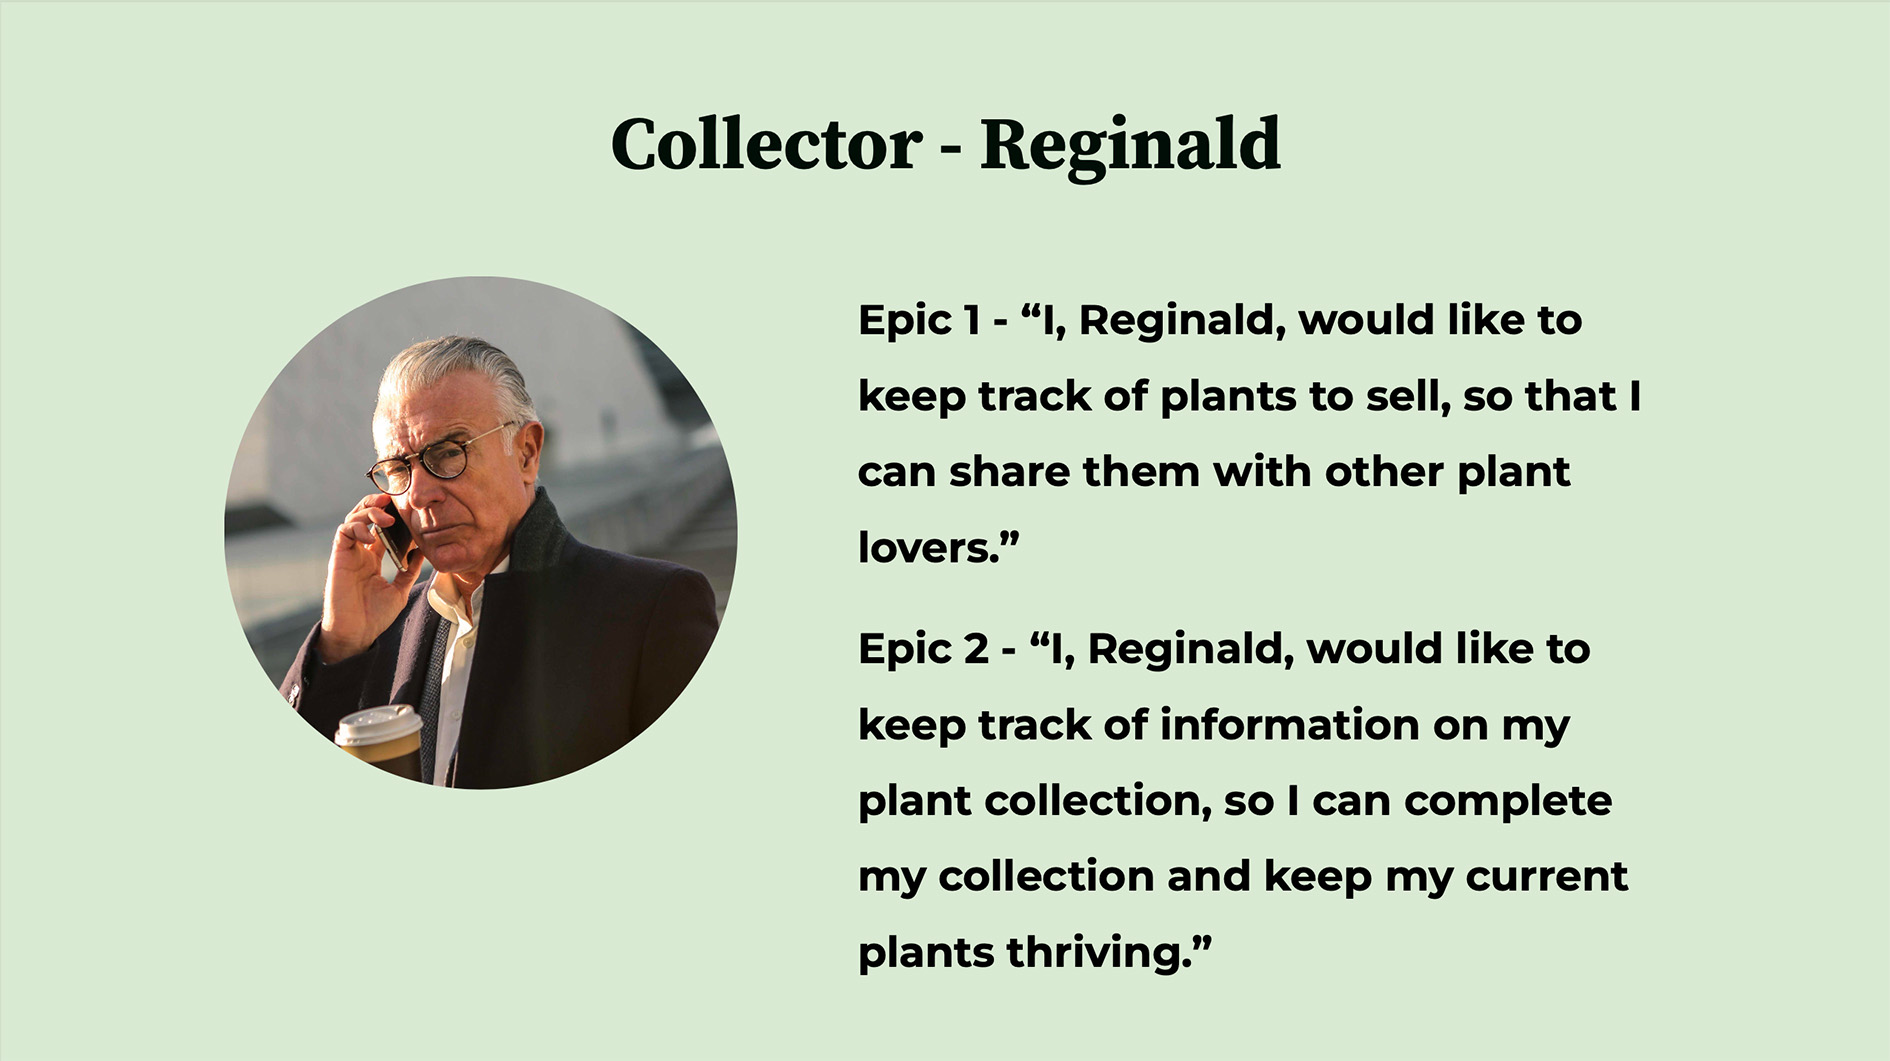 Collector - Reginald
Epic 1 - “I, Reginald, would like to
keep track of plants to sell, so that I
can share them with other plant
lovers.”
Epic 2 - “I, Reginald, would like to
keep track of information on my
plant collection, so I can complete
my collection and keep my current
plants thriving.”